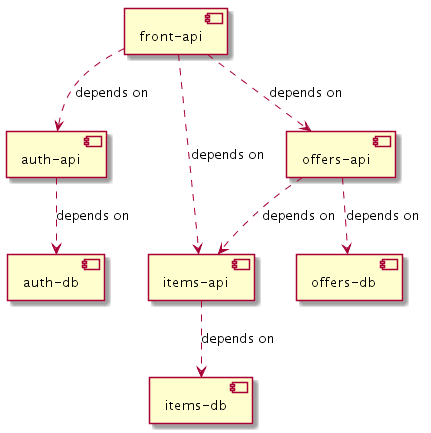 front-api
depends on
depends on
depends on
auth-api
offers-api
depends on
depends on
depends on
auth-db
items-api
offers-db
depends on
items-db